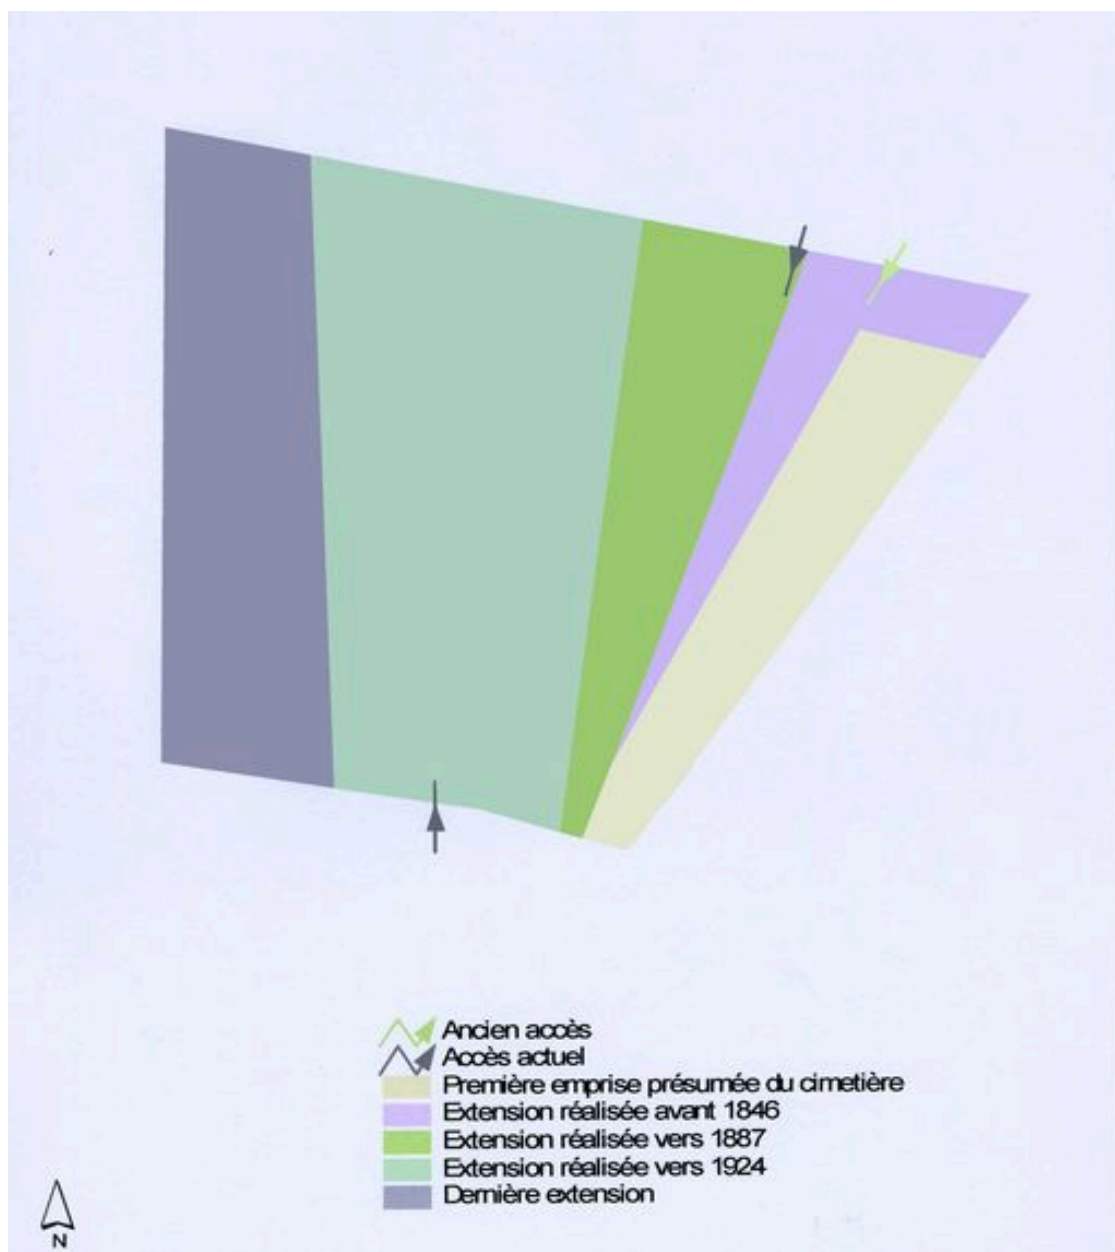 Ancien accès
Accès actuel
Première emprise présumée du cimetière
Extension réalisée avant 1846
Extension réalisée vers 1887
Extension réalisée vers 1924
Dernière extension
N